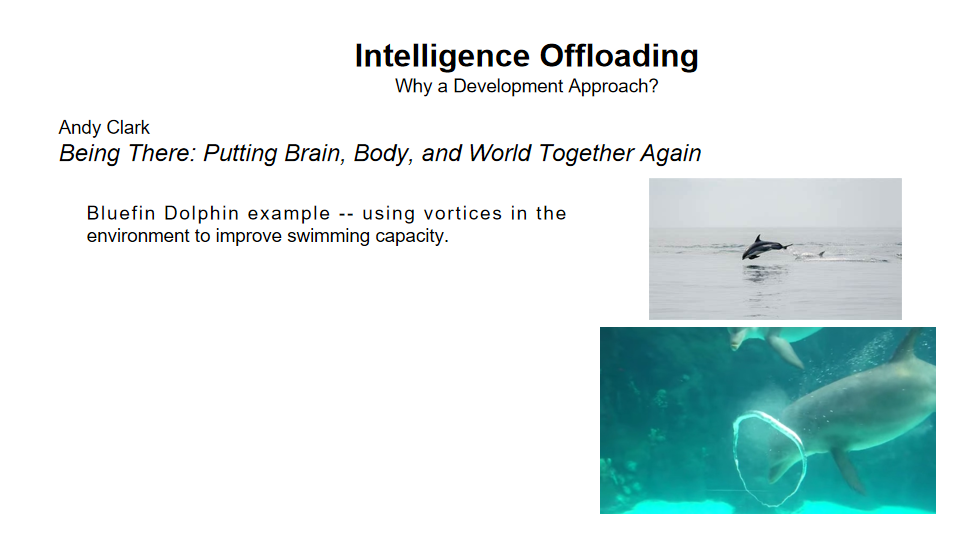 Intelligence Offloading
Why a Development Approach?
Andy Clark
Being There: Putting Brain, Body, and World Together Again
Bluefin Dolphin example -- using vortices in the
environment to improve swimming capacity.